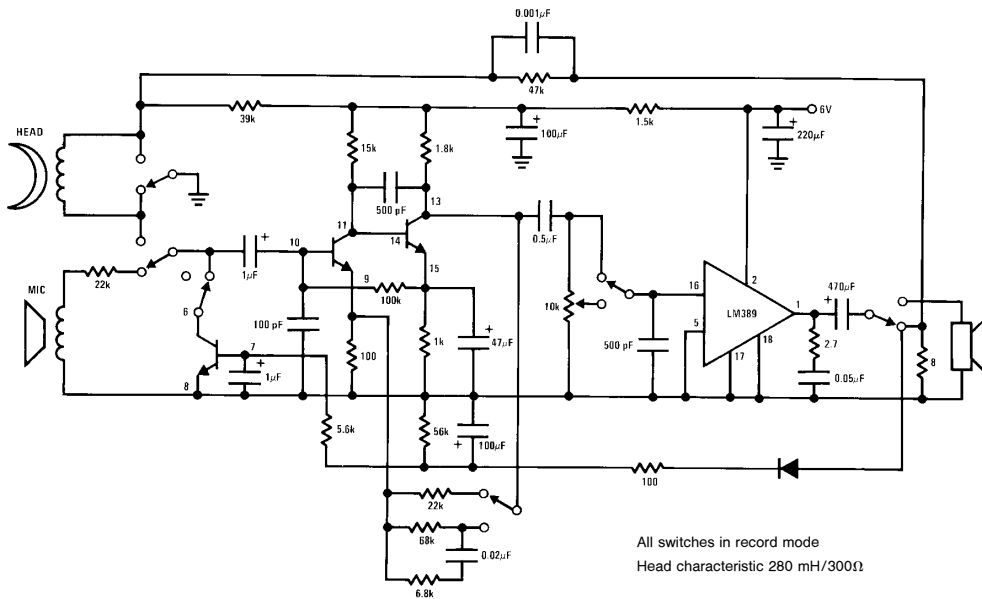 0.001µF
47k
39k
1.5k
6V
HEAD
15k
1.8k
+
100µF
+
220µF
500 pF
13
11
14
10
0.5µF
+
1µF
22k
15
9
100k
10k
16
2
LM389
1
470µF
+
MIC
6
100 pF
100
1k
+
47µF
500 pF
5
17
18
2.7
8
7
+
1µF
8
0.05µF
5.6k
56k
+
100µF
100
22k
68k
0.02µF
6.8k
All switches in record mode
Head characteristic 280 mH/300Ω